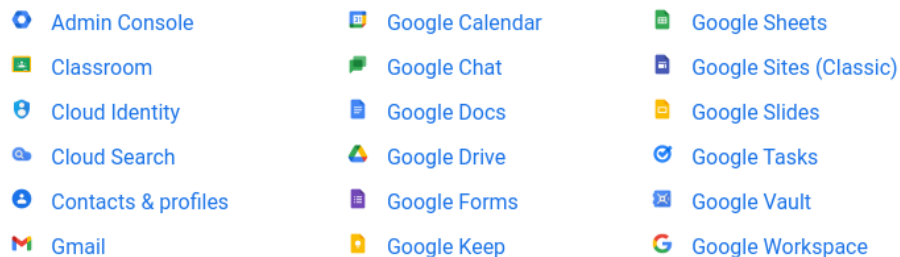 Admin Console
Classroom
Cloud Identity
Cloud Search
Contacts & profiles
Gmail
Google Calendar
Google Chat
Google Docs
Google Drive
Google Forms
Google Keep
Google Sheets
Google Sites (Classic)
Google Slides
Google Tasks
Google Vault
Google Workspace